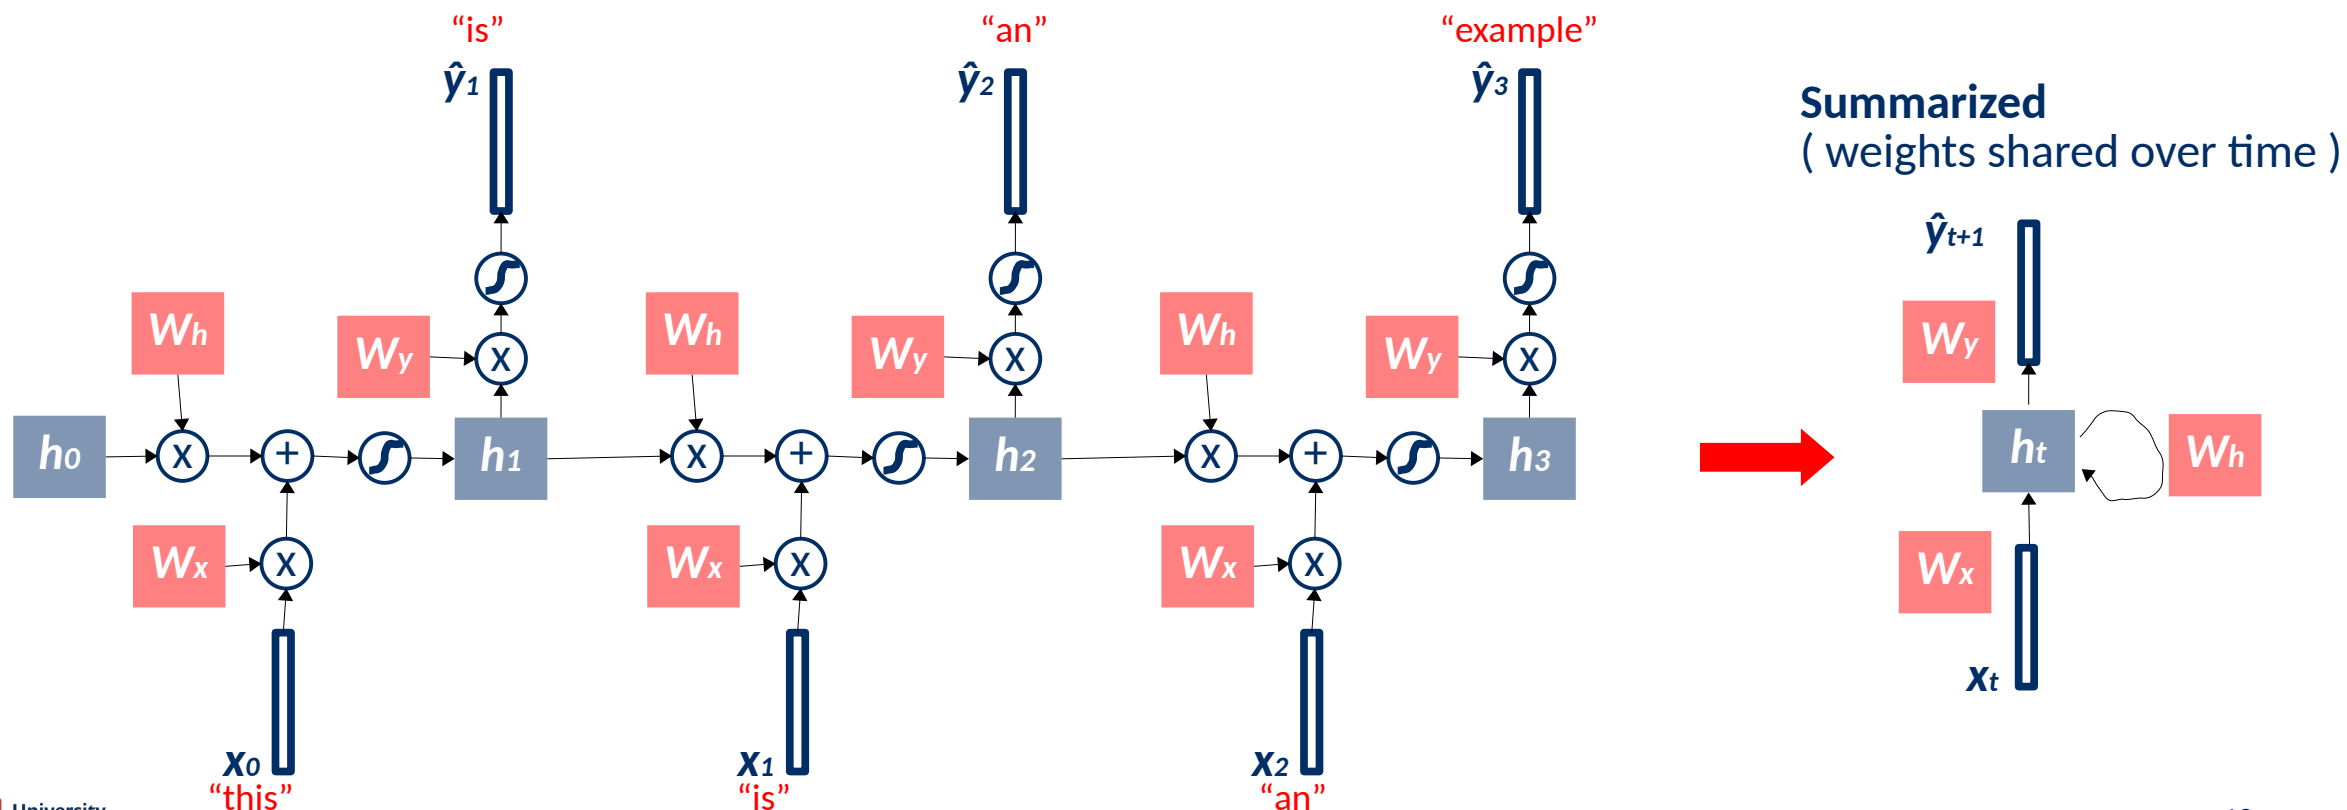 “is” “an” “example”
ŷ1 ŷ2 ŷ3
Summarized
( weights shared over time )
ŷt+1
Wh Wy X Wh Wy X Wh Wy X Wy
h0 X + h1 X + h2 X + h3 ht Wh
Wx X Wx X Wx X Wx
xt
x0 x1 x2
“this” “is” “an”
University